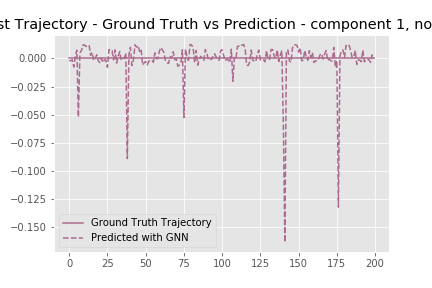 st Trajectory - Ground Truth vs Prediction - component 1, no
0.000
−0.025
−0.050
−0.075
−0.100
−0.125
−0.150
Ground Truth Trajectory
Predicted with GNN
0 25 50 75 100 125 150 175 200